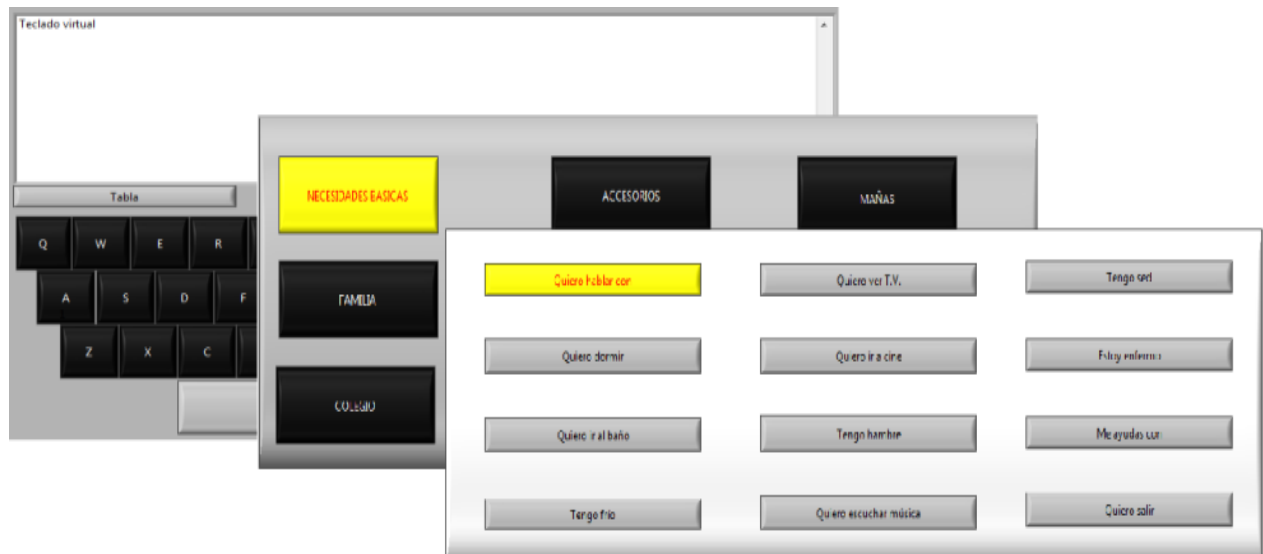 Teclado virtual
Tabla
Q W E R
A S D F
Z X C
NECESIDADES BASICAS
ACCESORIOS
MAÑAS
FAMILIA
COLEGIO
Quiero hablar con
Quiero ver T.V.
Tengo sed
Quiero dormir
Quiero ir a cine
Estoy enfermo
Quiero ir al baño
Tengo hambre
Me ayudas con
Tengo frio
Quiero escuchar música
Quiero salir